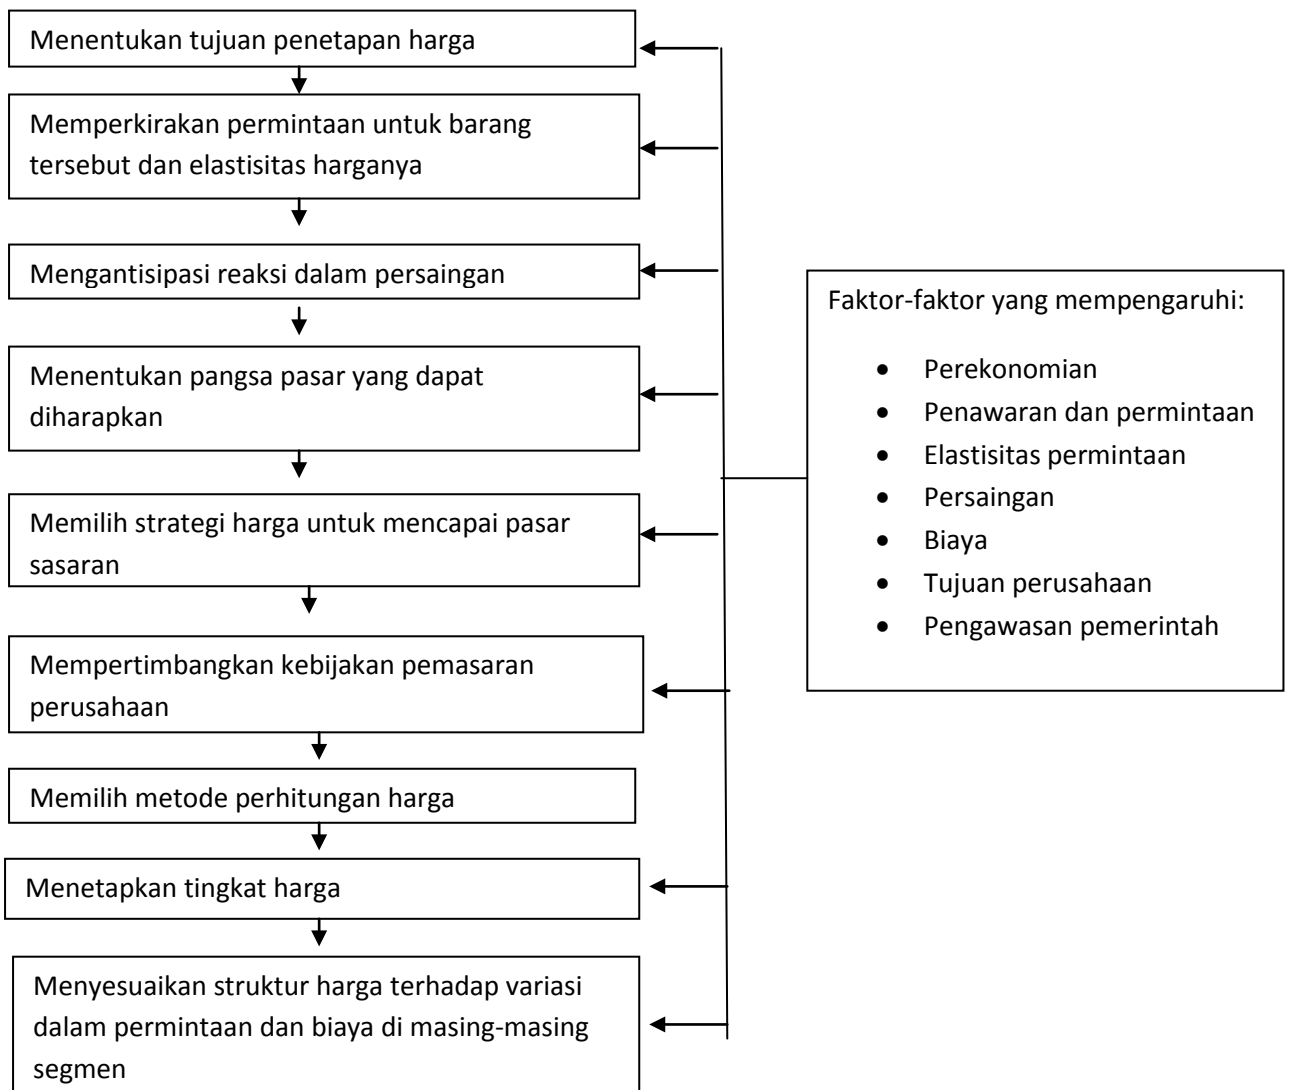 Menentukan tujuan penetapan harga
Memperkirakan permintaan untuk barang
tersebut dan elastisitas harganya
Mengantisipasi reaksi dalam persaingan
Menentukan pangsa pasar yang dapat
diharapkan
Memilih strategi harga untuk mencapai pasar
sasaran
Mempertimbangkan kebijakan pemasaran
perusahaan
Memilih metode perhitungan harga
Menetapkan tingkat harga
Menyesuaikan struktur harga terhadap variasi
dalam permintaan dan biaya di masing-masing
segmen
Faktor-faktor yang mempengaruhi:
• Perekonomian
• Penawaran dan permintaan
• Elastisitas permintaan
• Persaingan
• Biaya
• Tujuan perusahaan
• Pengawasan pemerintah